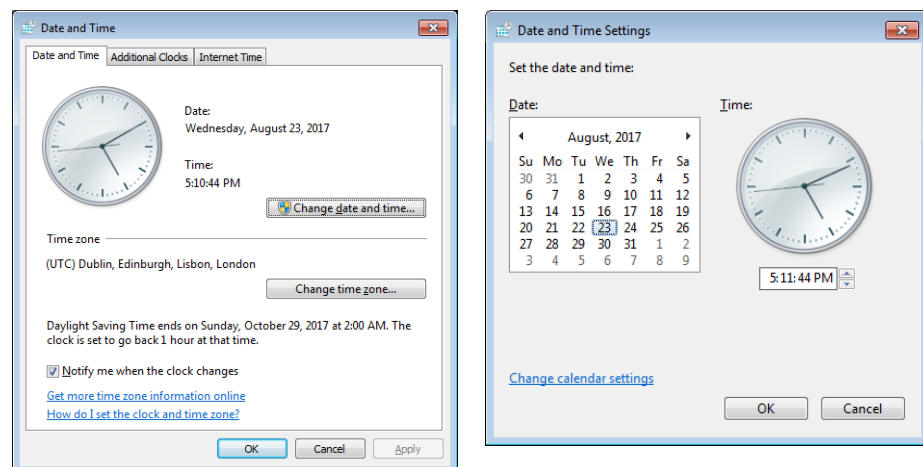 Date and Time
Date and Time Additional Clocks Internet Time
Date:
Wednesday, August 23, 2017
Time:
5:10:44 PM
Change date and time...
Time zone
(UTC) Dublin, Edinburgh, Lisbon, London
Change time zone...
Daylight Saving Time ends on Sunday, October 29, 2017 at 2:00 AM. The
clock is set to go back 1 hour at that time.
Notify me when the clock changes
Get more time zone information online
How do I set the clock and time zone?
OK Cancel Apply
Date and Time Settings
Set the date and time:
Date: Time:
August, 2017
Su Mo Tu We Th Fr Sa
30 31 1 2 3 4 5
6 7 8 9 10 11 12
13 14 15 16 17 18 19
20 21 22 23 24 25 26
27 28 29 30 31 1 2
3 4 5 6 7 8 9
5:11:44 PM
Change calendar settings
OK Cancel